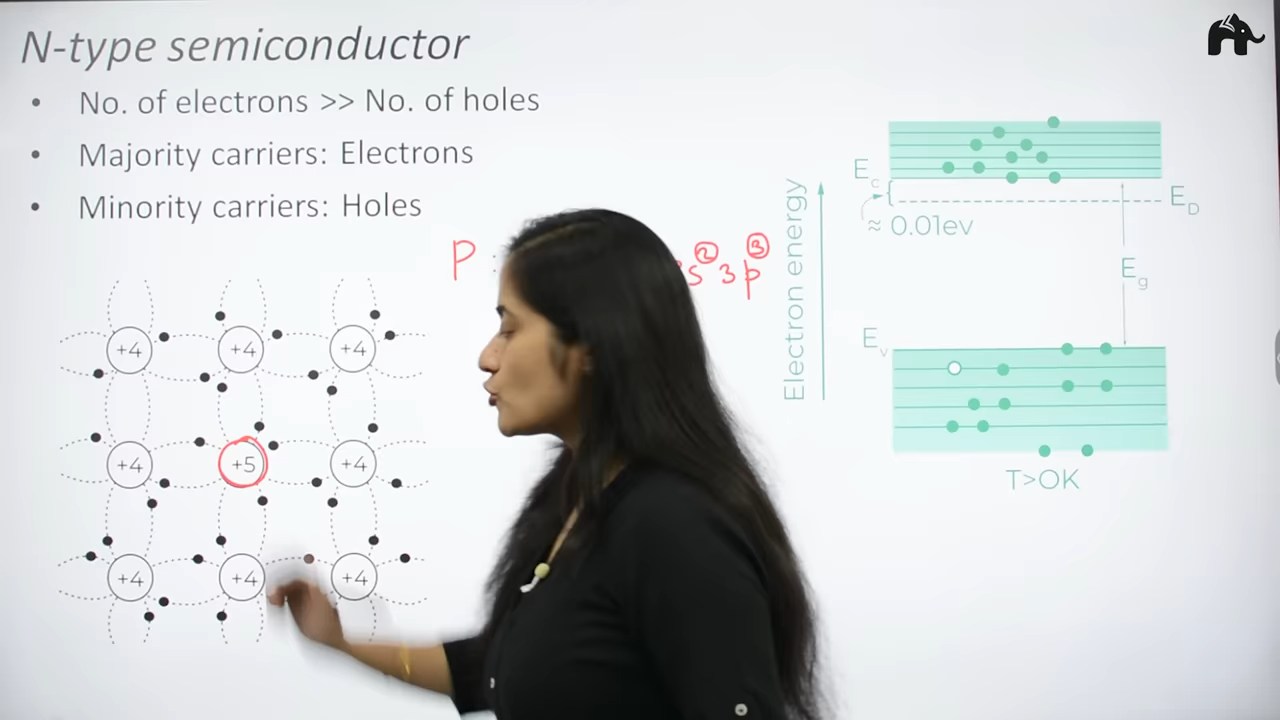 N-type semiconductor
• No. of electrons >> No. of holes
• Majority carriers: Electrons
• Minority carriers: Holes
P :
s² 3p³
+4 +4 +4
+4 +5 +4
+4 +4 +4
Electron energy
Ec
≈ 0.01ev
ED
Eg
Ev
T>OK